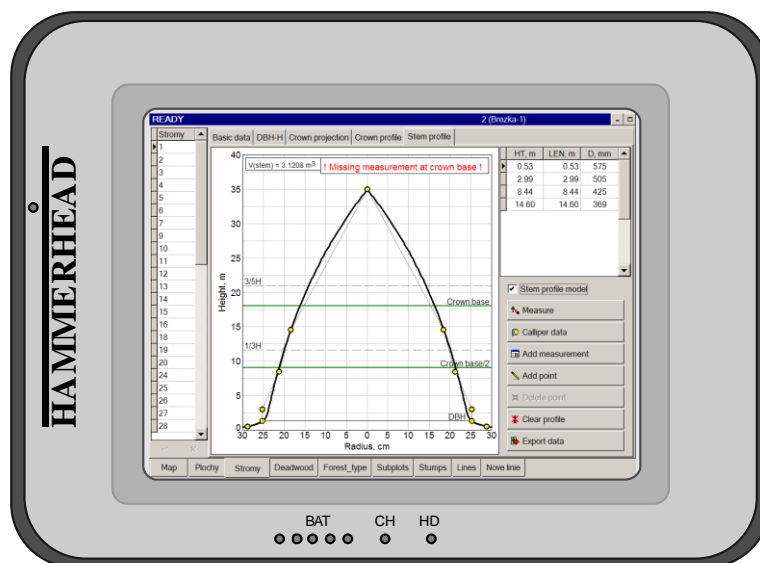 HAMMERHEAD
READY 2 (Brezka-1)
Stromy
1
2
3
4
5
6
7
9
10
11
12
13
14
15
16
18
19
20
24
25
26
27
28
Basic data DBH-H Crown projection Crown profile Stem profile
V(stem) = 3.1208 m³ ! Missing measurement at crown base !
Height, m
40
35
30
25
20
15
10
5
0
3/5H
Crown base
1/3H
Crown base/2
DBH
30 25 20 15 10 5 0 5 10 15 20 25 30
Radius, cm
HT, m LEN, m D, mm
0.53 0.53 575
2.99 2.99 505
8.44 8.44 425
14.60 14.60 369
Stem profile model
Measure
Calliper data
Add measurement
Add point
Delete point
Clear profile
Export data
Map Plochy Stromy Deadwood Forest_type Subplots Stumps Lines Nove linie
BAT CH HD